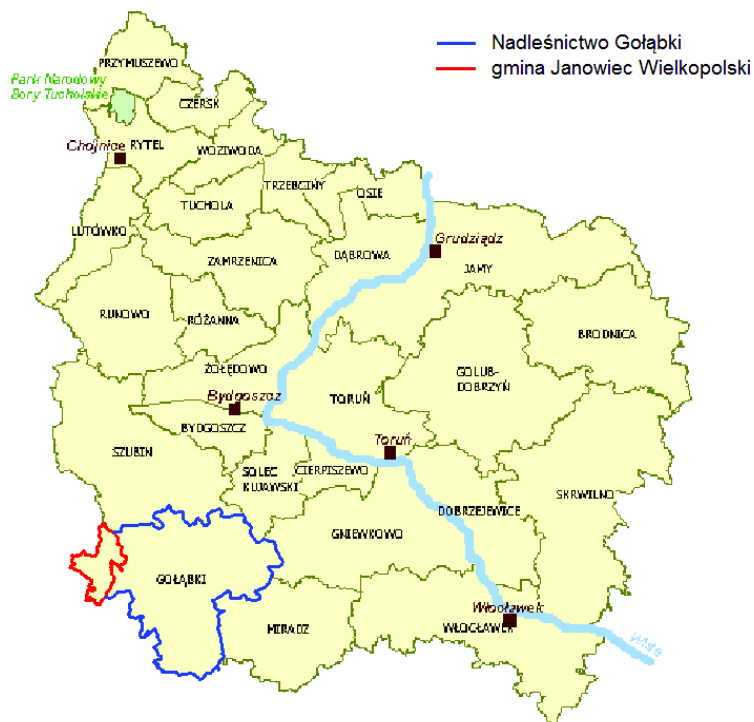 Nadleśnictwo Gołąbki
gmina Janowiec Wielkopolski
PRZYMUSZEWO
Park Narodowy
Bory Tucholskie
CZERSK
Chojnice
RYTEL
WOZIWODA
TRZEBCINY
OSIE
TUCHOLA
LUTÓWKO
Grudziądz
DĄBROWA
ZAMRZENICA
JAMY
RUNOWO
RÓŻANNA
BRODNICA
ŻOŁĘDOWO
GOLUB-
DOBRZYŃ
Bydgoszcz
TORUŃ
BYDGOSZCZ
Toruń
SZUBIN
SOLEC
KUJAWSKI
CIERPISZEWO
SKRWILNO
DOBRZEJEWICE
GNIEWKOWO
GOŁĄBKI
Włocławek
MIRADZ
WŁOCŁAWEK
Wisła